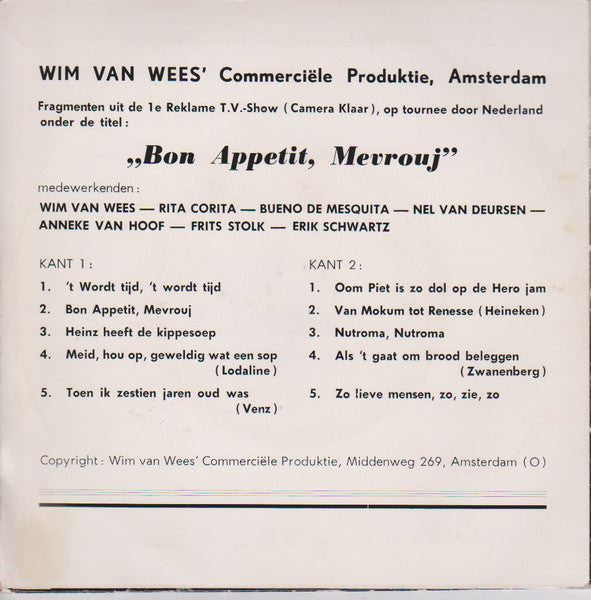 WIM VAN WEES' Commerciële Produktie, Amsterdam
Fragmenten uit de 1e Reklame T.V.-Show (Camera Klaar), op tournee door Nederland
onder de titel:
„Bon Appetit, Mevrouj”
medewerkenden:
WIM VAN WEES — RITA CORITA — BUENO DE MESQUITA — NEL VAN DEURSEN —
ANNEKE VAN HOOF — FRITS STOLK — ERIK SCHWARTZ
KANT 1:
1. 't Wordt tijd, 't wordt tijd
2. Bon Appetit, Mevrouj
3. Heinz heeft de kippesoep
4. Meid, hou op, geweldig wat een sop
(Lodaline)
5. Toen ik zestien jaren oud was
(Venz)
KANT 2:
1. Oom Piet is zo dol op de Hero jam
2. Van Mokum tot Renesse (Heineken)
3. Nutroma, Nutroma
4. Als 't gaat om brood beleggen
(Zwanenberg)
5. Zo lieve mensen, zo, zie, zo
Copyright: Wim van Wees' Commerciële Produktie, Middenweg 269, Amsterdam (O)